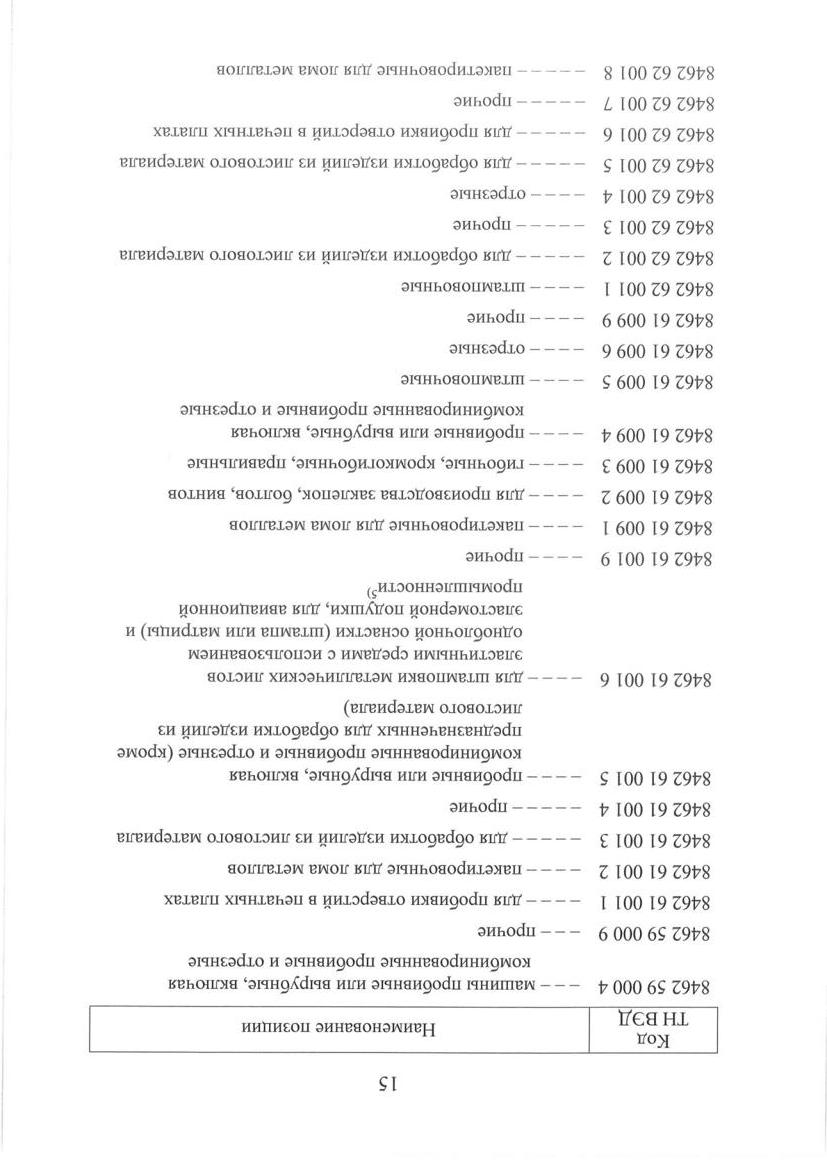 15
Код
ТН ВЭД
Наименование позиции
8462 59 000 4 – – – машины пробивные или вырубные, включая
комбинированные пробивные и отрезные
8462 59 000 9 – – – прочие
8462 61 001 1 – – – – для пробивки отверстий в печатных платах
8462 61 001 2 – – – – пакетировочные для лома металлов
8462 61 001 3 – – – – – для обработки изделий из листового материала
8462 61 001 4 – – – – – прочие
8462 61 001 5 – – – – пробивные или вырубные, включая
комбинированные пробивные и отрезные (кроме
предназначенных для обработки изделий из
листового материала)
8462 61 001 6 – – – – для штамповки металлических листов
эластичными средами с использованием
одноблочной оснастки (штампа или матрицы) и
эластомерной подушки, для авиационной
промышленности⁵⁾
8462 61 001 9 – – – – прочие
8462 61 009 1 – – – – пакетировочные для лома металлов
8462 61 009 2 – – – – для производства заклепок, болтов, винтов
8462 61 009 3 – – – – гибочные, кромкогибочные, правильные
8462 61 009 4 – – – – пробивные или вырубные, включая
комбинированные пробивные и отрезные
8462 61 009 5 – – – – штамповочные
8462 61 009 6 – – – – отрезные
8462 61 009 9 – – – – прочие
8462 62 001 1 – – – – штамповочные
8462 62 001 2 – – – – – для обработки изделий из листового материала
8462 62 001 3 – – – – – прочие
8462 62 001 4 – – – – отрезные
8462 62 001 5 – – – – – для обработки изделий из листового материала
8462 62 001 6 – – – – – для пробивки отверстий в печатных платах
8462 62 001 7 – – – – – прочие
8462 62 001 8 – – – – – пакетировочные для лома металлов